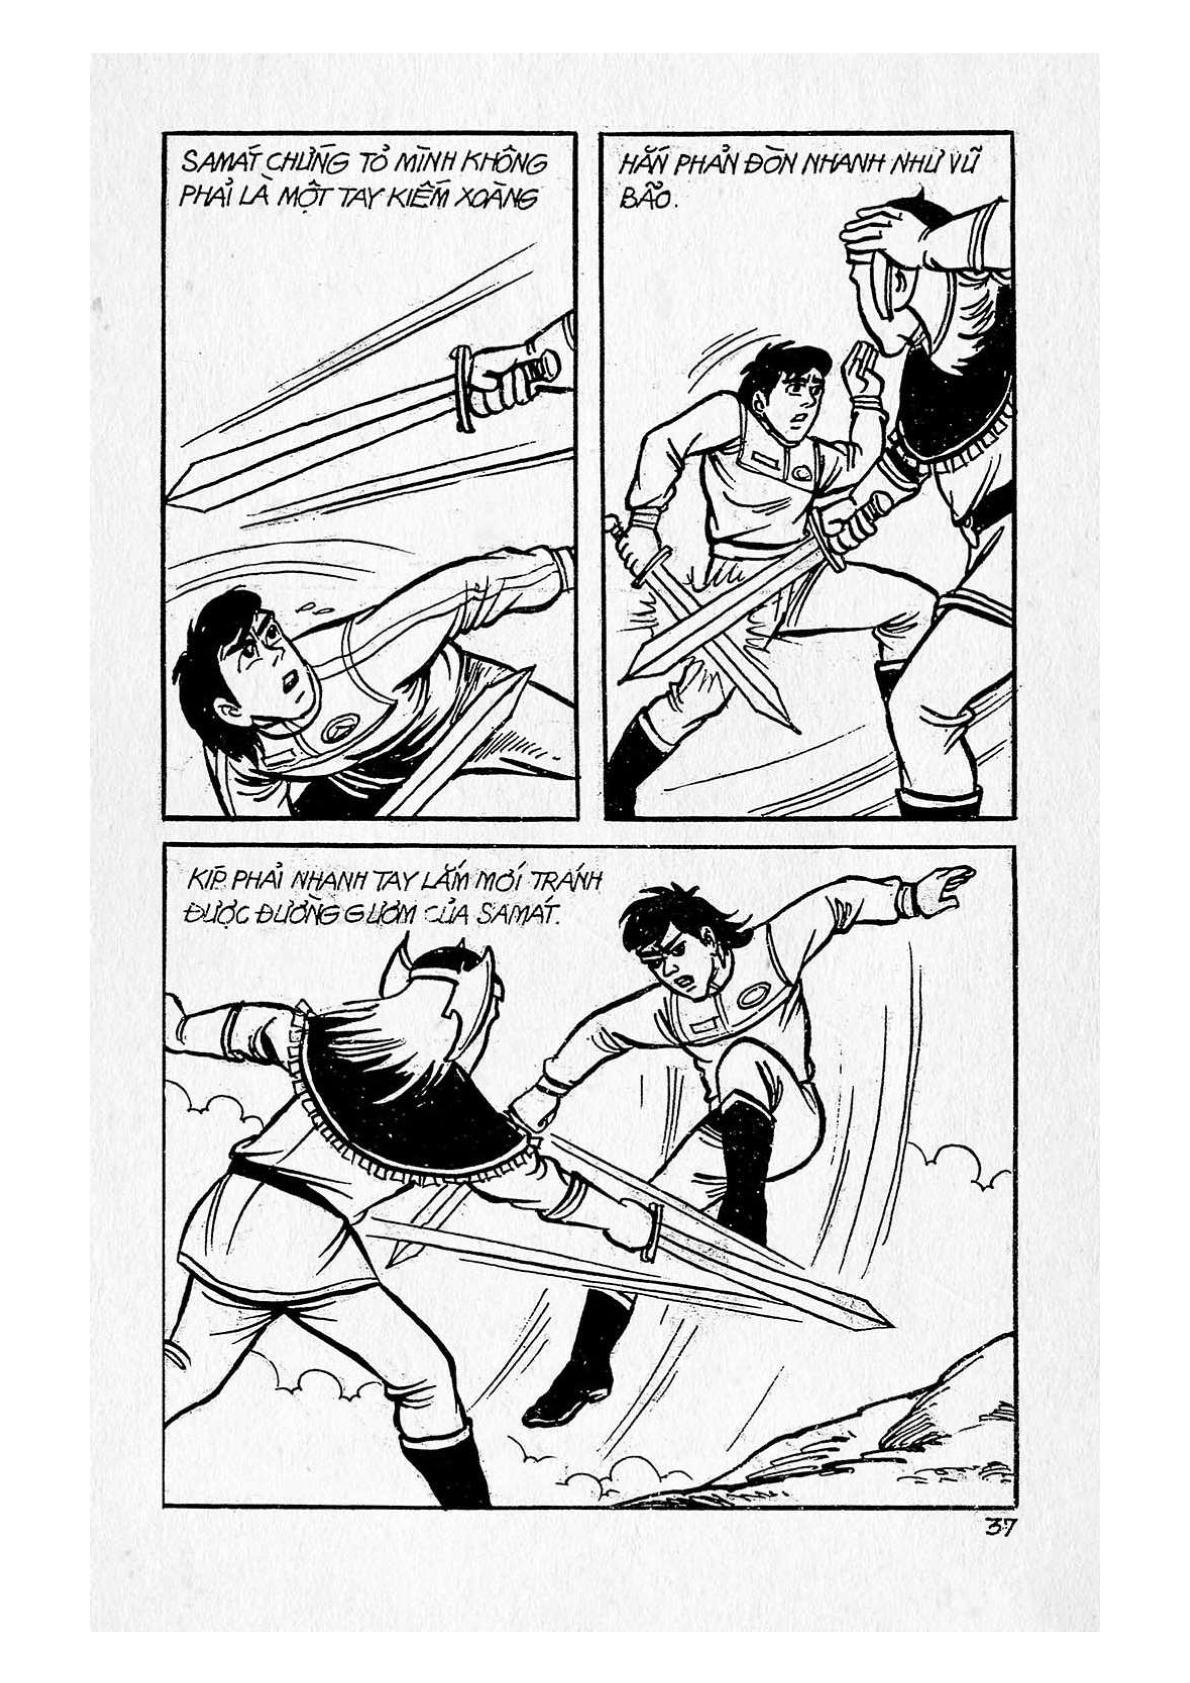 SAMÁT CHỨNG TỎ MÌNH KHÔNG
PHẢI LÀ MỘT TAY KIẾM XOÀNG
HẮN PHẢN ĐÒN NHANH NHƯ VŨ
BÃO.
KÍP PHẢI NHANH TAY LẮM MỚI TRÁNH
ĐƯỢC ĐƯỜNG GƯƠM CỦA SAMÁT.
37